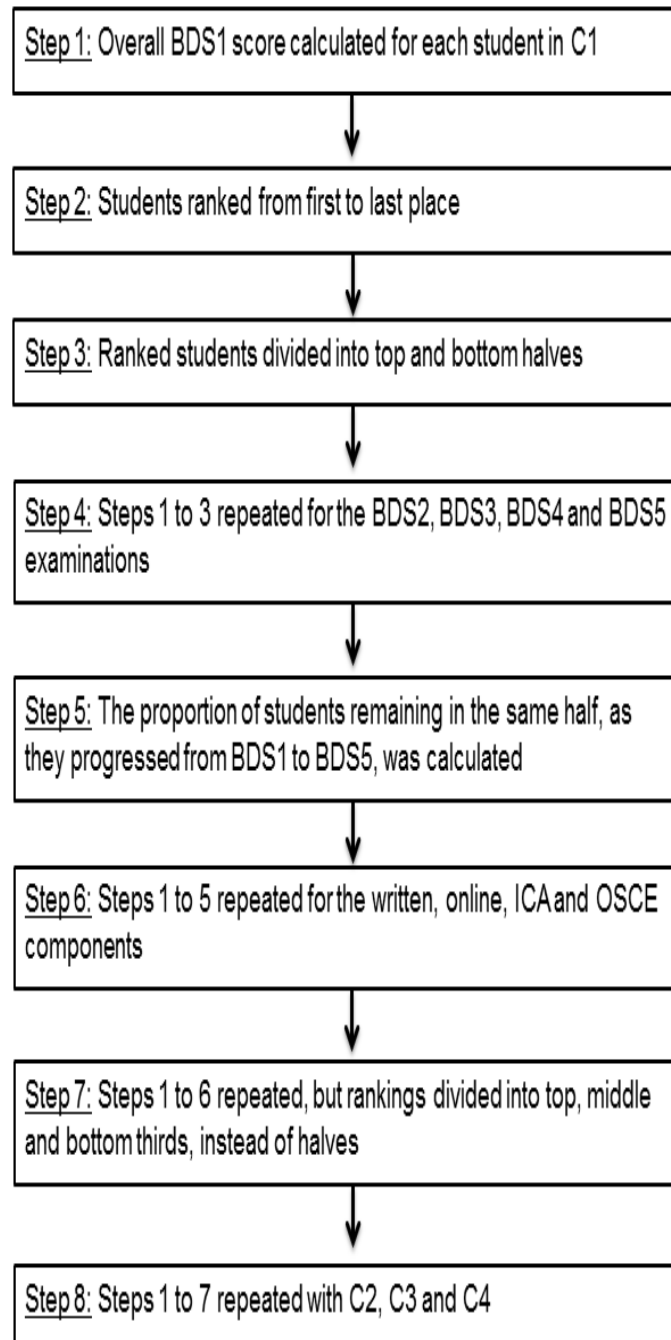 Step 1: Overall BDS1 score calculated for each student in C1
Step 2: Students ranked from first to last place
Step 3: Ranked students divided into top and bottom halves
Step 4: Steps 1 to 3 repeated for the BDS2, BDS3, BDS4 and BDS5
examinations
Step 5: The proportion of students remaining in the same half, as
they progressed from BDS1 to BDS5, was calculated
Step 6: Steps 1 to 5 repeated for the written, online, ICA and OSCE
components
Step 7: Steps 1 to 6 repeated, but rankings divided into top, middle
and bottom thirds, instead of halves
Step 8: Steps 1 to 7 repeated with C2, C3 and C4